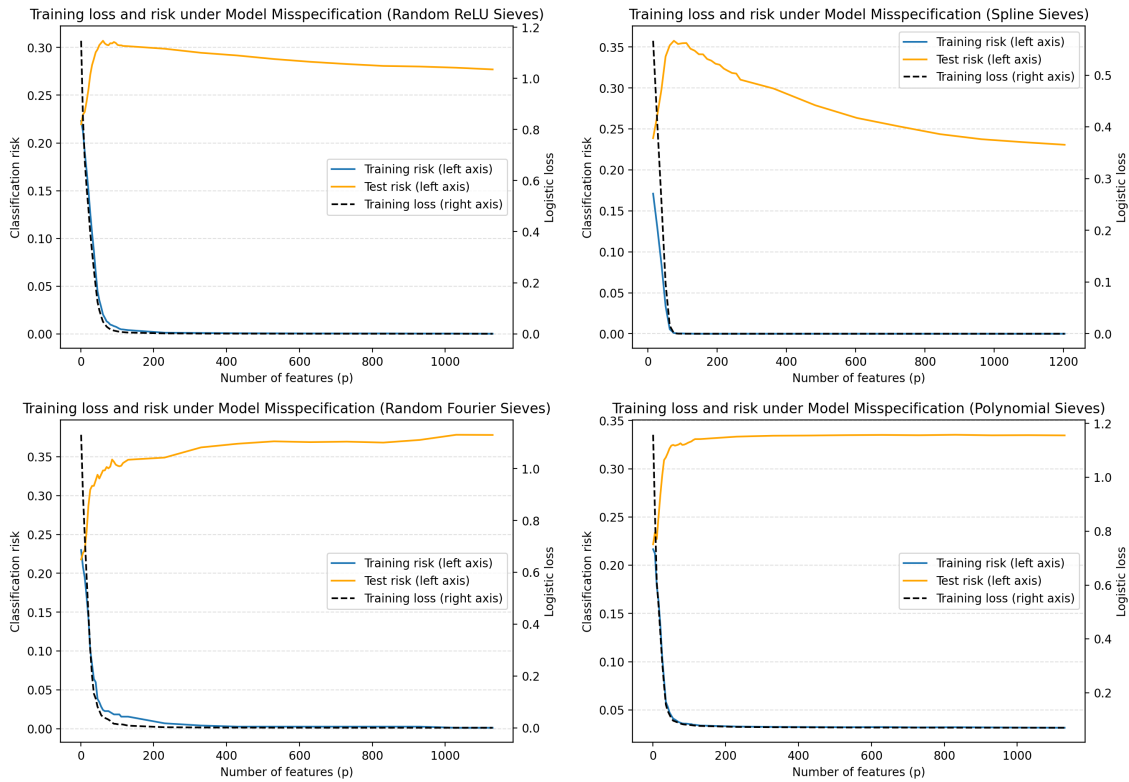 Training loss and risk under Model Misspecification (Random ReLU Sieves)
Classification risk
0.30
0.25
0.20
0.15
0.10
0.05
0.00
1.2
1.0
0.8
0.6
0.4
0.2
0.0
Logistic loss
Training risk (left axis)
Test risk (left axis)
Training loss (right axis)
0 200 400 600 800 1000
Number of features (p)
Training loss and risk under Model Misspecification (Spline Sieves)
Classification risk
0.35
0.30
0.25
0.20
0.15
0.10
0.05
0.00
0.5
0.4
0.3
0.2
0.1
0.0
Logistic loss
Training risk (left axis)
Test risk (left axis)
Training loss (right axis)
0 200 400 600 800 1000 1200
Number of features (p)
Training loss and risk under Model Misspecification (Random Fourier Sieves)
Classification risk
0.35
0.30
0.25
0.20
0.15
0.10
0.05
0.00
1.0
0.8
0.6
0.4
0.2
0.0
Logistic loss
Training risk (left axis)
Test risk (left axis)
Training loss (right axis)
0 200 400 600 800 1000
Number of features (p)
Training loss and risk under Model Misspecification (Polynomial Sieves)
Classification risk
0.35
0.30
0.25
0.20
0.15
0.10
0.05
1.2
1.0
0.8
0.6
0.4
0.2
Logistic loss
Training risk (left axis)
Test risk (left axis)
Training loss (right axis)
0 200 400 600 800 1000
Number of features (p)